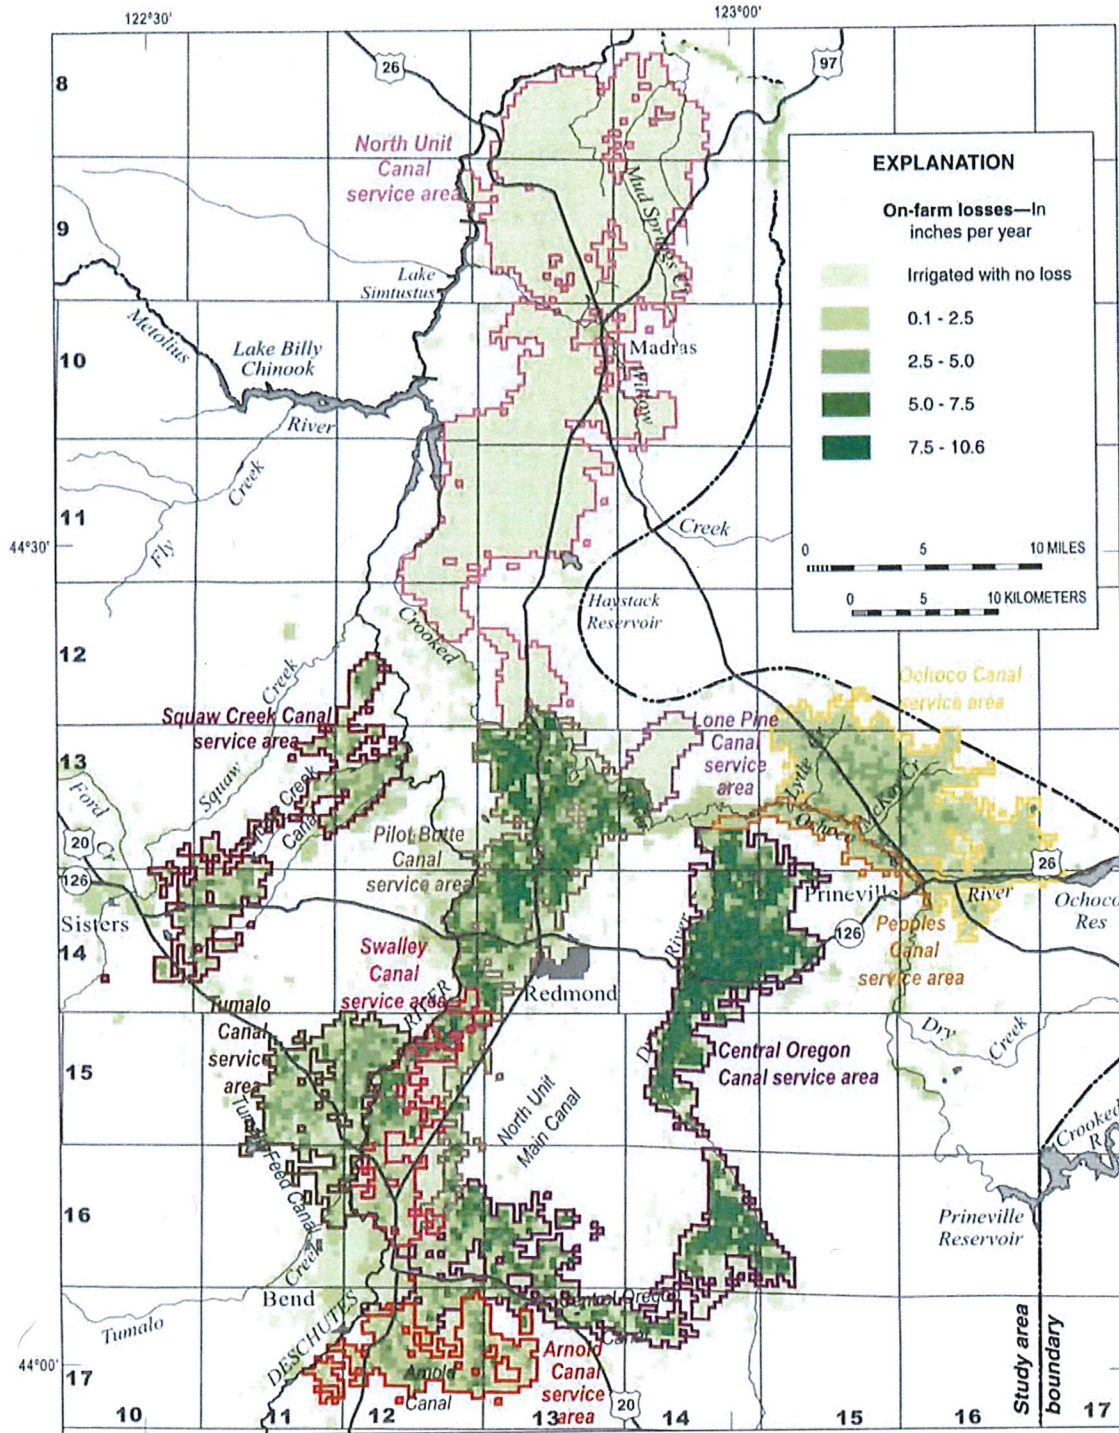 122°30'
123°00'
8
26
97
North Unit
Canal
service area
EXPLANATION
On-farm losses—In
inches per year
Irrigated with no loss
0.1 - 2.5
2.5 - 5.0
5.0 - 7.5
7.5 - 10.6
0 5 10 MILES
0 5 10 KILOMETERS
Mud Springs Cr
9
Lake
Simtustus
Metolius
Lake Billy
Chinook
River
10
Madras
Willow
Creek
Creek
Fly
11
44°30'
Haystack
Reservoir
Crooked
12
Creek
Squaw
Squaw Creek Canal
service area
Ochoco Canal
service area
Lone Pine
Canal
service
area
13
Lytle
McKay Cr
Creek
Canal
Ford
Cr
Pilot Butte
Canal
service area
Ochoco
20
126
26
Sisters
Prineville
River
Ochoco
Res
14
Swalley
Canal
service area
River
126
Peoples
Canal
service area
Redmond
RIVER
Tumalo
Canal
service
area
Dry
Creek
15
Central Oregon
Canal service area
North Unit
Main Canal
Feed Canal
Crooked
R
16
Creek
Prineville
Reservoir
Bend
Central Oregon
Canal
Tumalo
DESCHUTES
44°00'
17
Arnold
Canal
Arnold
Canal
service
area
20
Study area
boundary
10
11
12
13
14
15
16
17